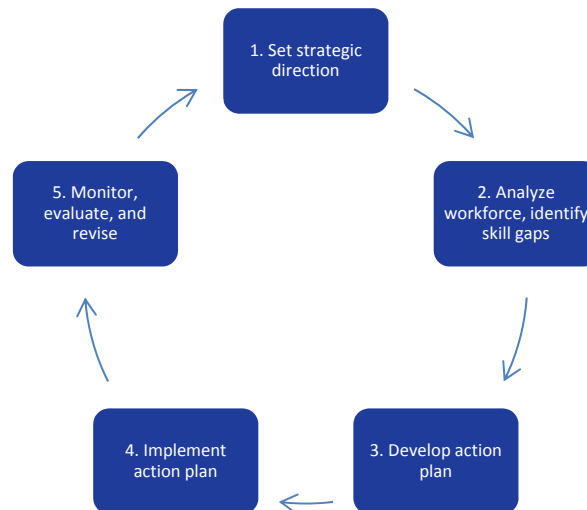 1. Set strategic
direction
2. Analyze
workforce, identify
skill gaps
3. Develop action
plan
4. Implement
action plan
5. Monitor,
evaluate, and
revise